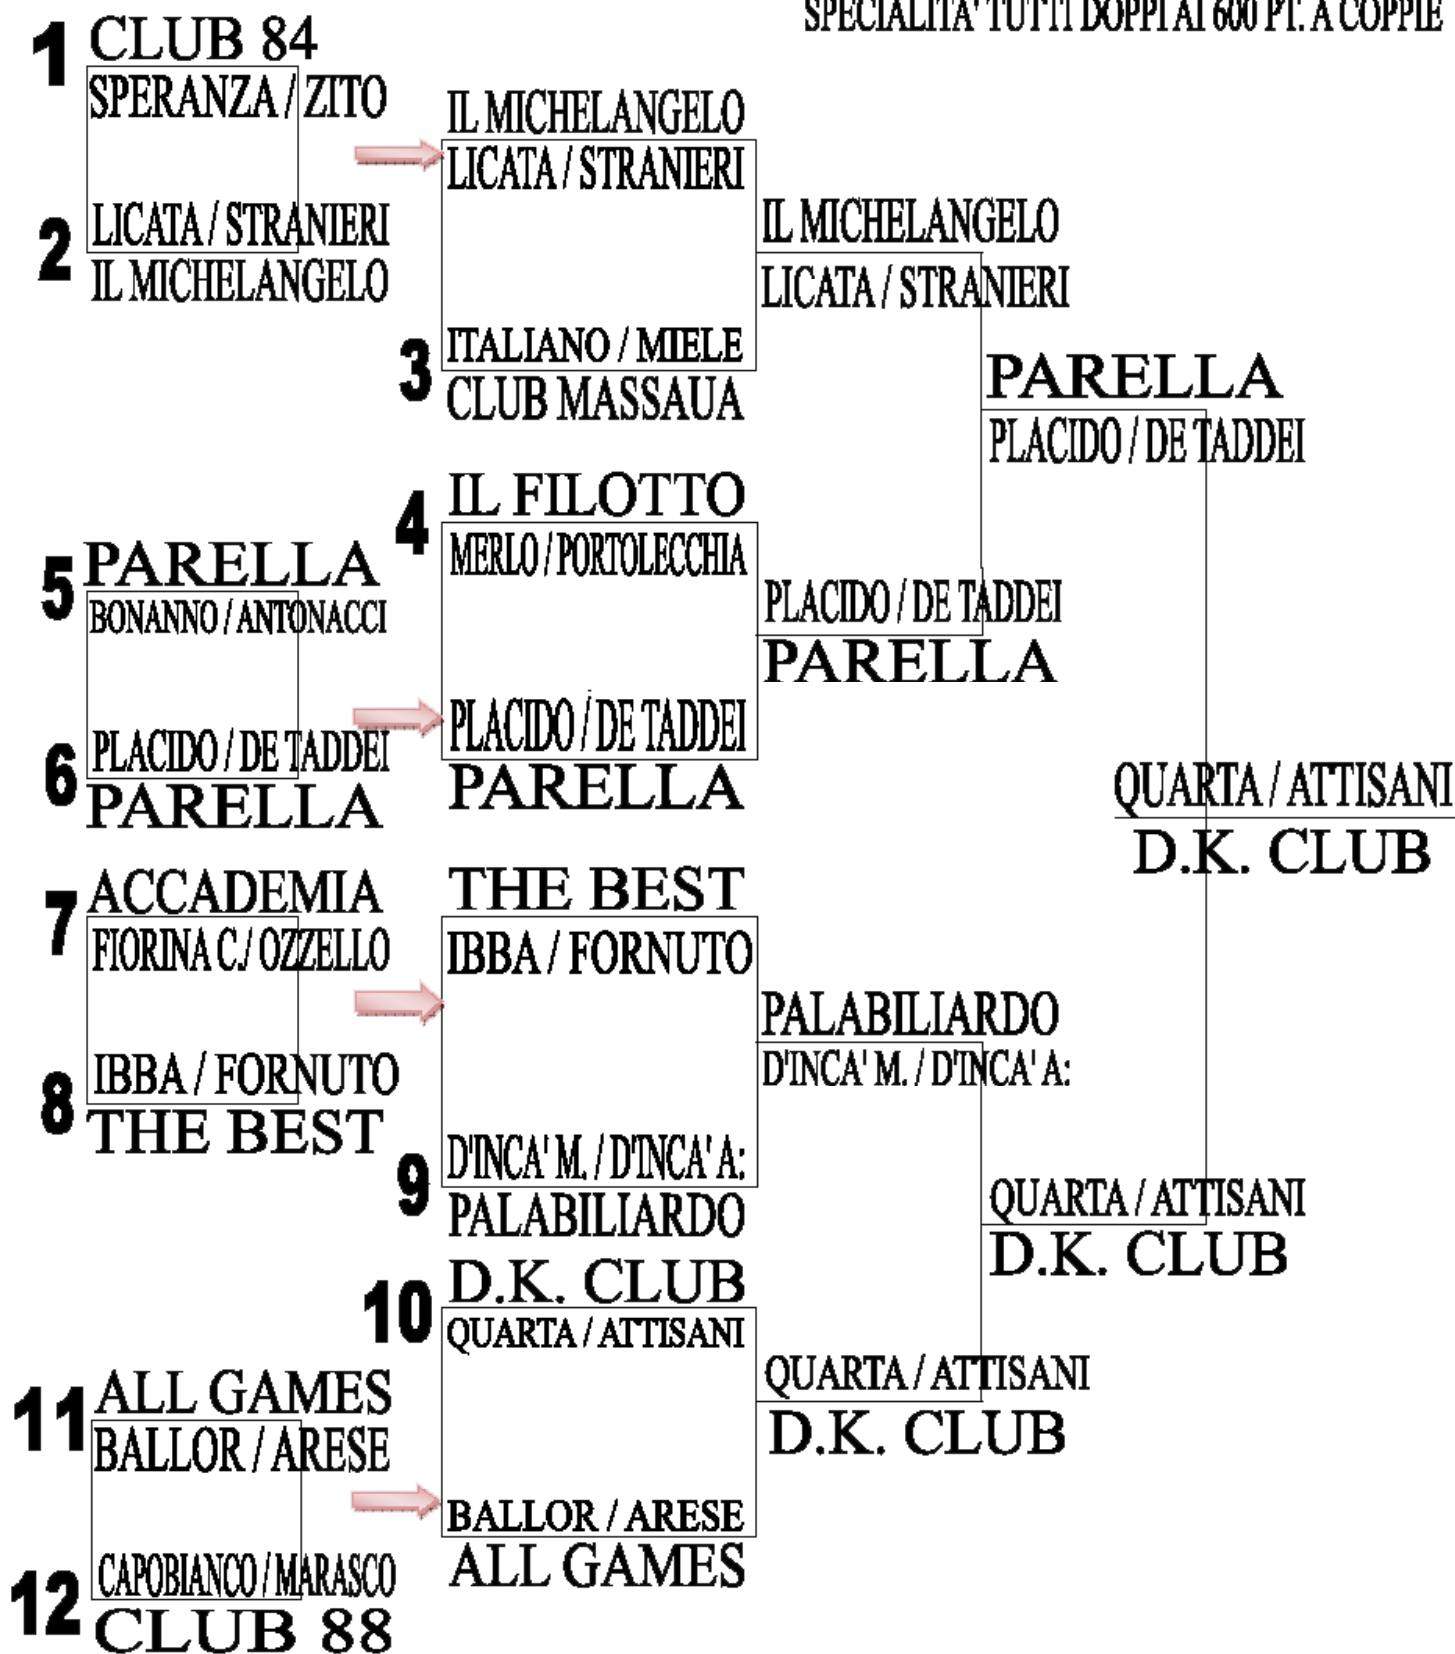 SPECIALITA' TUTTI DOPPI AI 600 PT. A COPPIE
1 CLUB 84
SPERANZA / ZITO
2 LICATA / STRANIERI
IL MICHELANGELO
5 PARELLA
BONANNO / ANTONACCI
6 PLACIDO / DE TADDEI
PARELLA
7 ACCADEMIA
FIORINA C./ OZZELLO
8 IBBA / FORNUTO
THE BEST
11 ALL GAMES
BALLOR / ARESE
12 CAPOBIANCO / MARASCO
CLUB 88
IL MICHELANGELO
LICATA / STRANIERI
3 ITALIANO / MIELE
CLUB MASSAUA
4 IL FILOTTO
MERLO / PORTOLECCHIA
PLACIDO / DE TADDEI
PARELLA
THE BEST
IBBA / FORNUTO
9 D'INCA' M. / D'INCA' A:
PALABILIARDO
10 D.K. CLUB
QUARTA / ATTISANI
BALLOR / ARESE
ALL GAMES
IL MICHELANGELO
LICATA / STRANIERI
PLACIDO / DE TADDEI
PARELLA
PALABILIARDO
D'INCA' M. / D'INCA' A:
QUARTA / ATTISANI
D.K. CLUB
PARELLA
PLACIDO / DE TADDEI
QUARTA / ATTISANI
D.K. CLUB
QUARTA / ATTISANI
D.K. CLUB